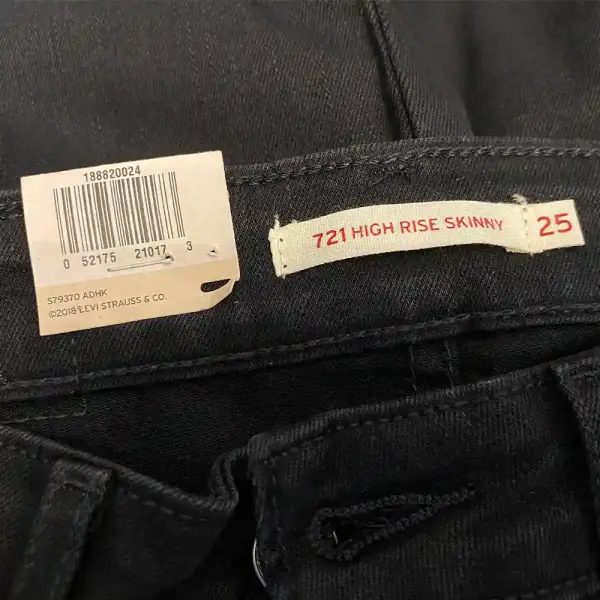 188820024
0 52175 21017 3
579370 ADHK
©2018 LEVI STRAUSS & CO.
721 HIGH RISE SKINNY 25